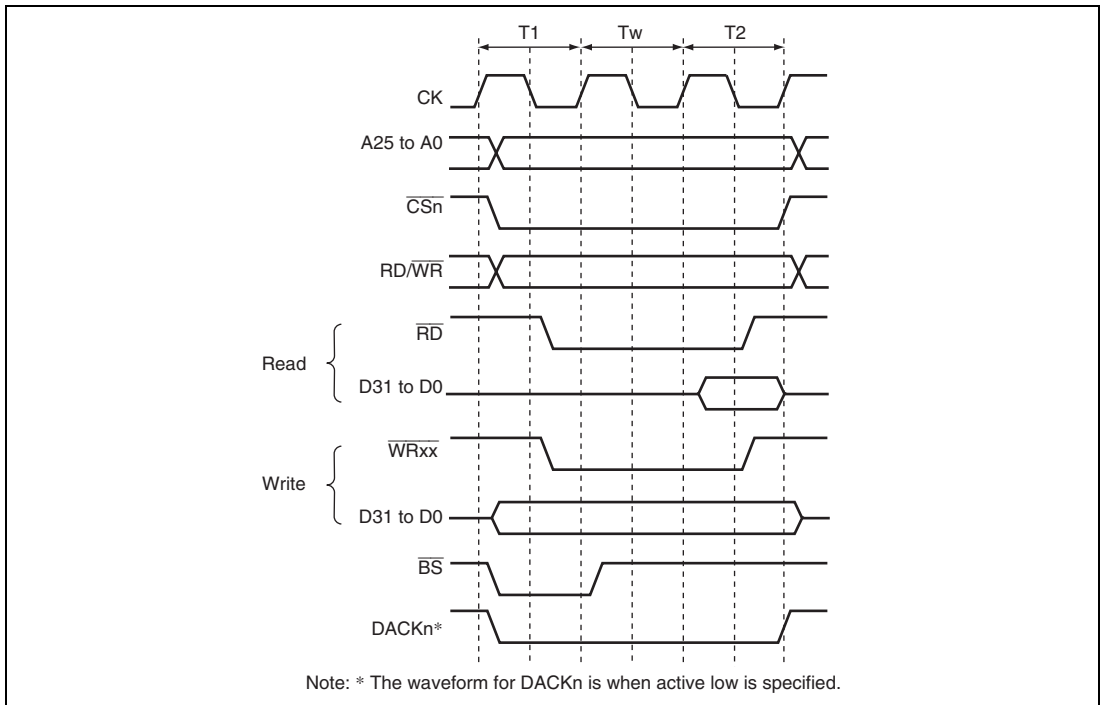 T1 Tw T2
CK
A25 to A0
CSn
RD/WR
RD
Read
D31 to D0
WRxx
Write
D31 to D0
BS
DACKn*
Note: * The waveform for DACKn is when active low is specified.